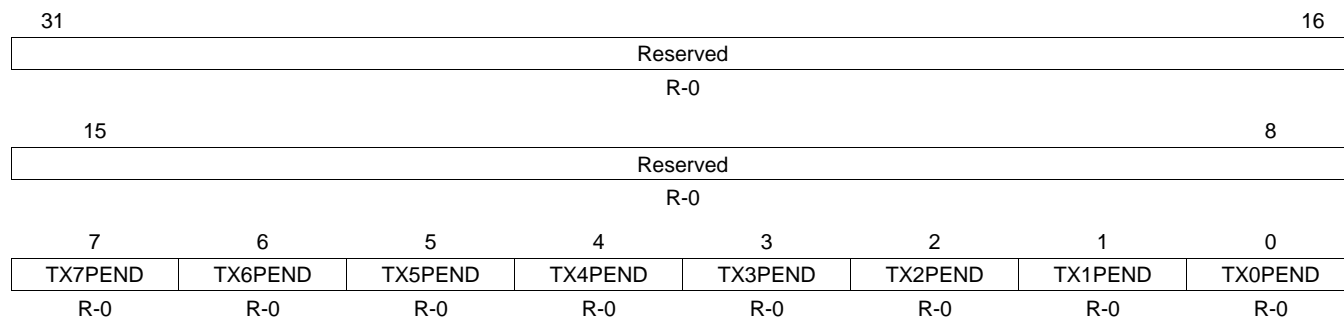 31 16
Reserved
R-0
15 8
Reserved
R-0
7 6 5 4 3 2 1 0
TX7PEND TX6PEND TX5PEND TX4PEND TX3PEND TX2PEND TX1PEND TX0PEND
R-0 R-0 R-0 R-0 R-0 R-0 R-0 R-0